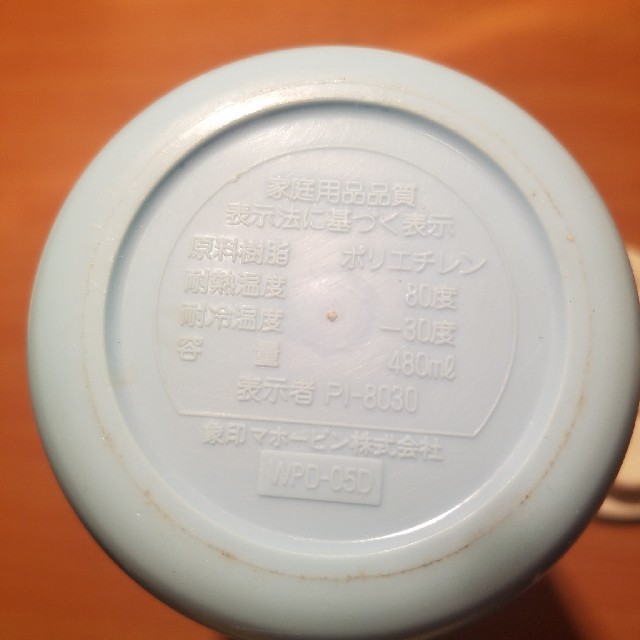 家庭用品品質
表示法に基づく表示
原料樹脂 ポリエチレン
耐熱温度 80度
耐冷温度 −30度
容量 480mℓ
表示者 PI-8030
象印マホービン株式会社
WPD-05D